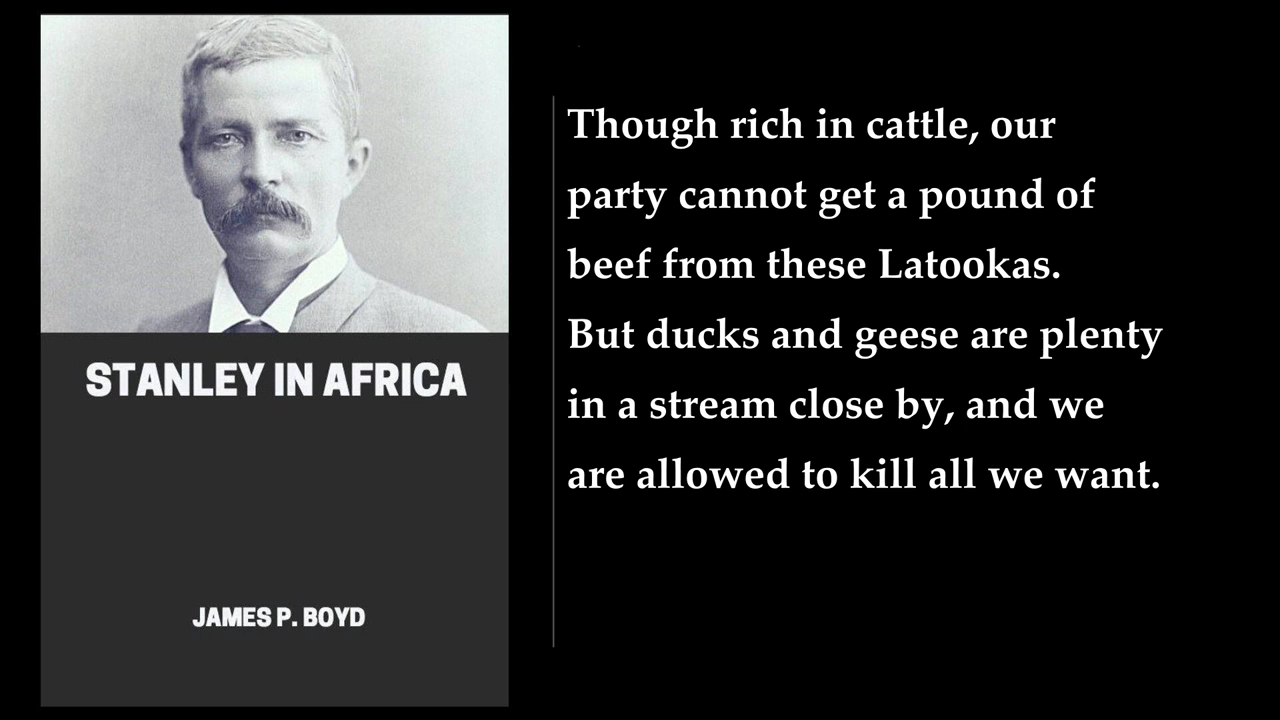 STANLEY IN AFRICA
JAMES P. BOYD
Though rich in cattle, our
party cannot get a pound of
beef from these Latookas.
But ducks and geese are plenty
in a stream close by, and we
are allowed to kill all we want.